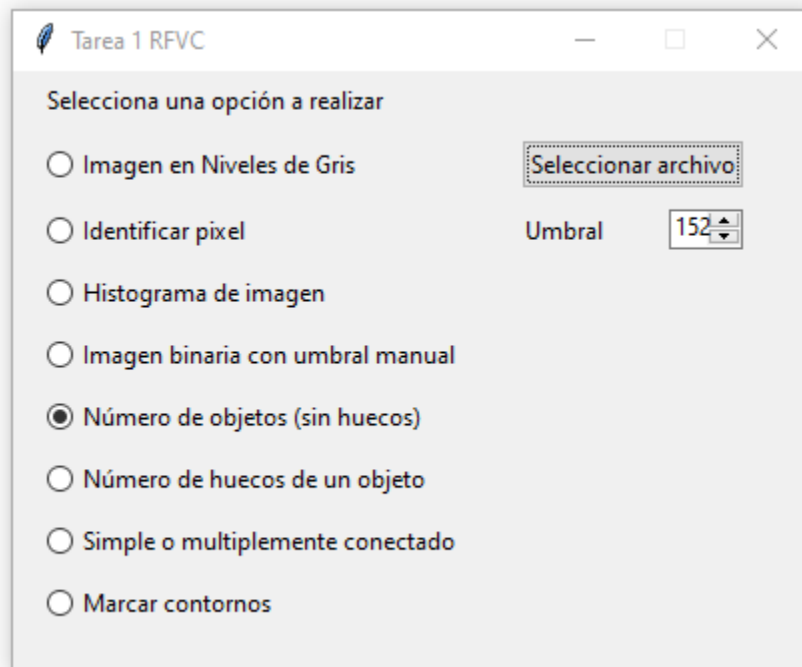 Tarea 1 RFVC
Selecciona una opción a realizar
Imagen en Niveles de Gris
Seleccionar archivo
Identificar pixel
Umbral
152
Histograma de imagen
Imagen binaria con umbral manual
Número de objetos (sin huecos)
Número de huecos de un objeto
Simple o multiplemente conectado
Marcar contornos